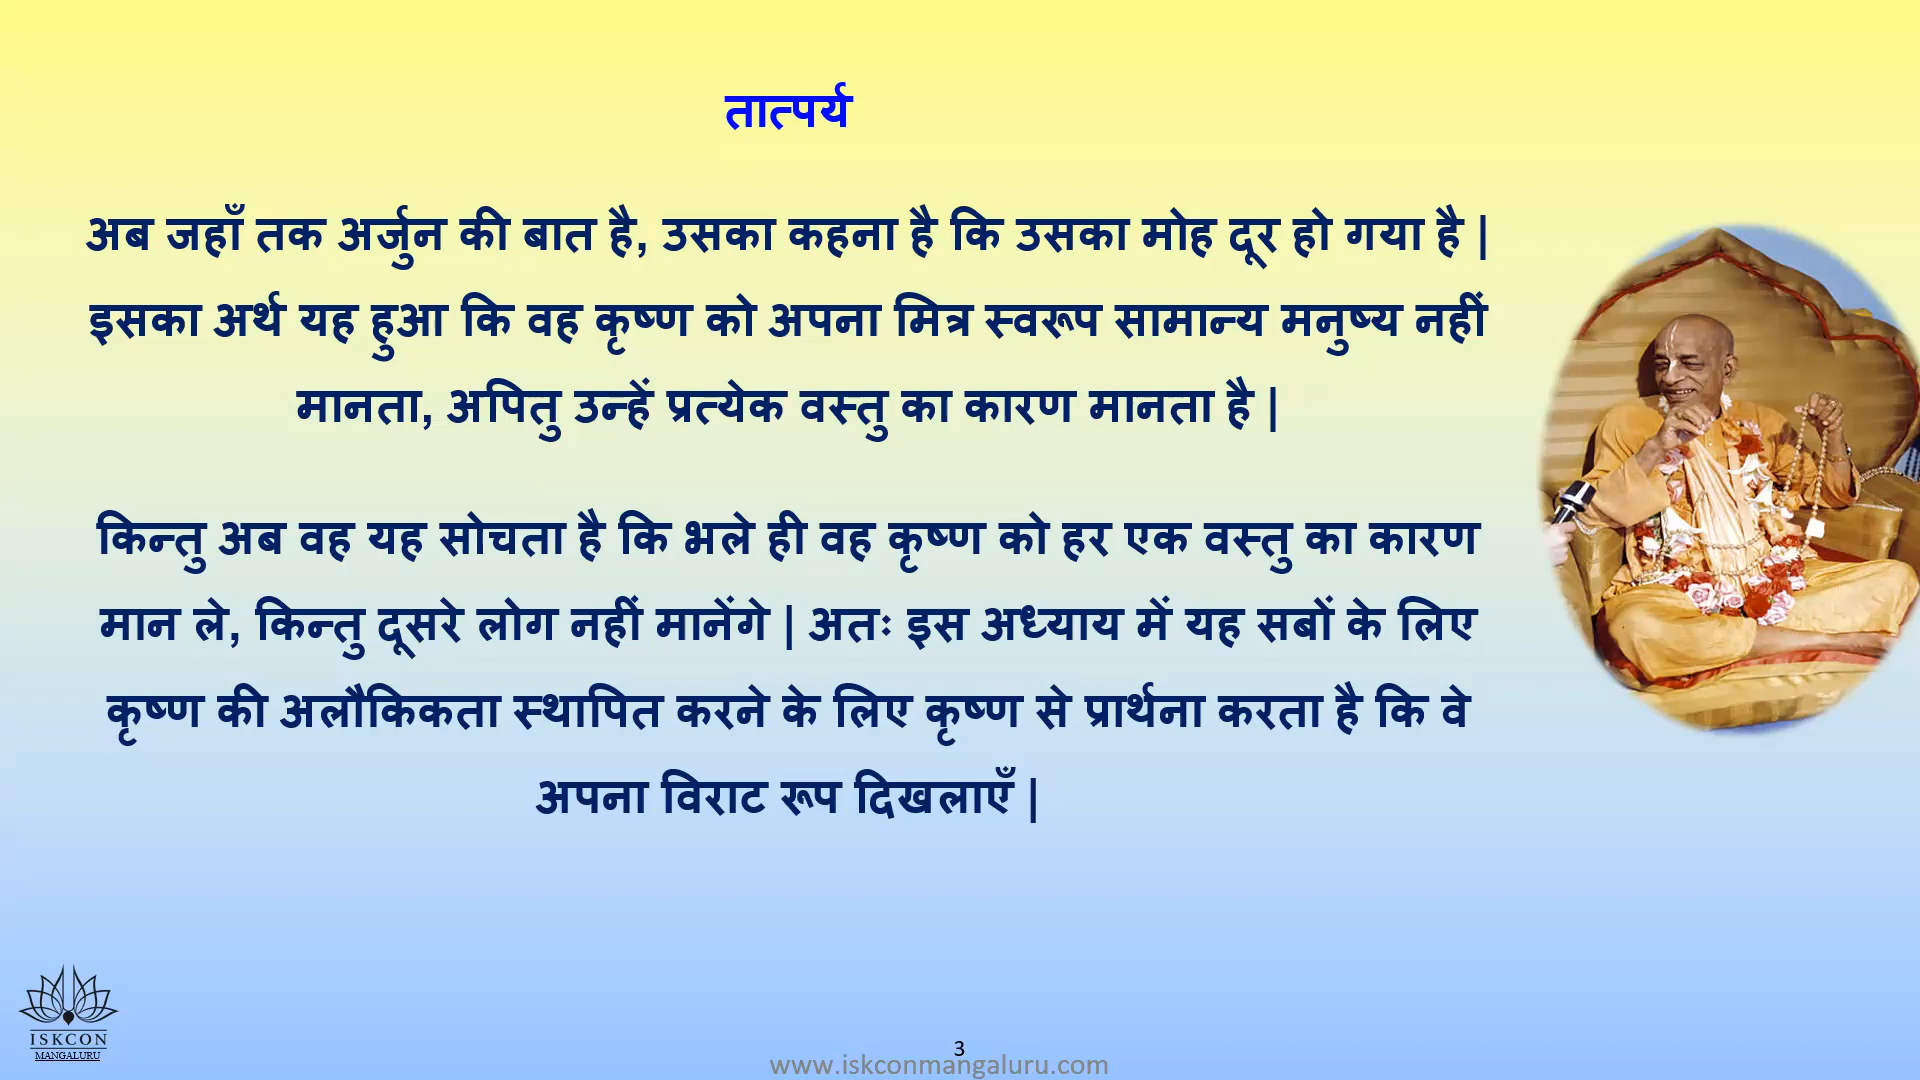 तात्पर्य
अब जहाँ तक अर्जुन की बात है, उसका कहना है कि उसका मोह दूर हो गया है |
इसका अर्थ यह हुआ कि वह कृष्ण को अपना मित्र स्वरूप सामान्य मनुष्य नहीं
मानता, अपितु उन्हें प्रत्येक वस्तु का कारण मानता है |
किन्तु अब वह यह सोचता है कि भले ही वह कृष्ण को हर एक वस्तु का कारण
मान ले, किन्तु दूसरे लोग नहीं मानेंगे | अतः इस अध्याय में यह सबों के लिए
कृष्ण की अलौकिकता स्थापित करने के लिए कृष्ण से प्रार्थना करता है कि वे
अपना विराट रूप दिखलाएँ |
ISKCON
MANGALURU
3
www.iskconmangaluru.com